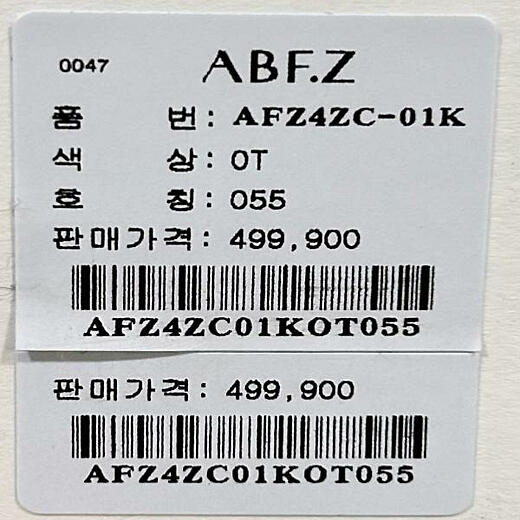 0047 ABF.Z
품 번: AFZ4ZC-01K
색 상: OT
호 칭: 055
판매가격: 499,900
AFZ4ZC01KOT055
판매가격: 499,900
AFZ4ZC01KOT055